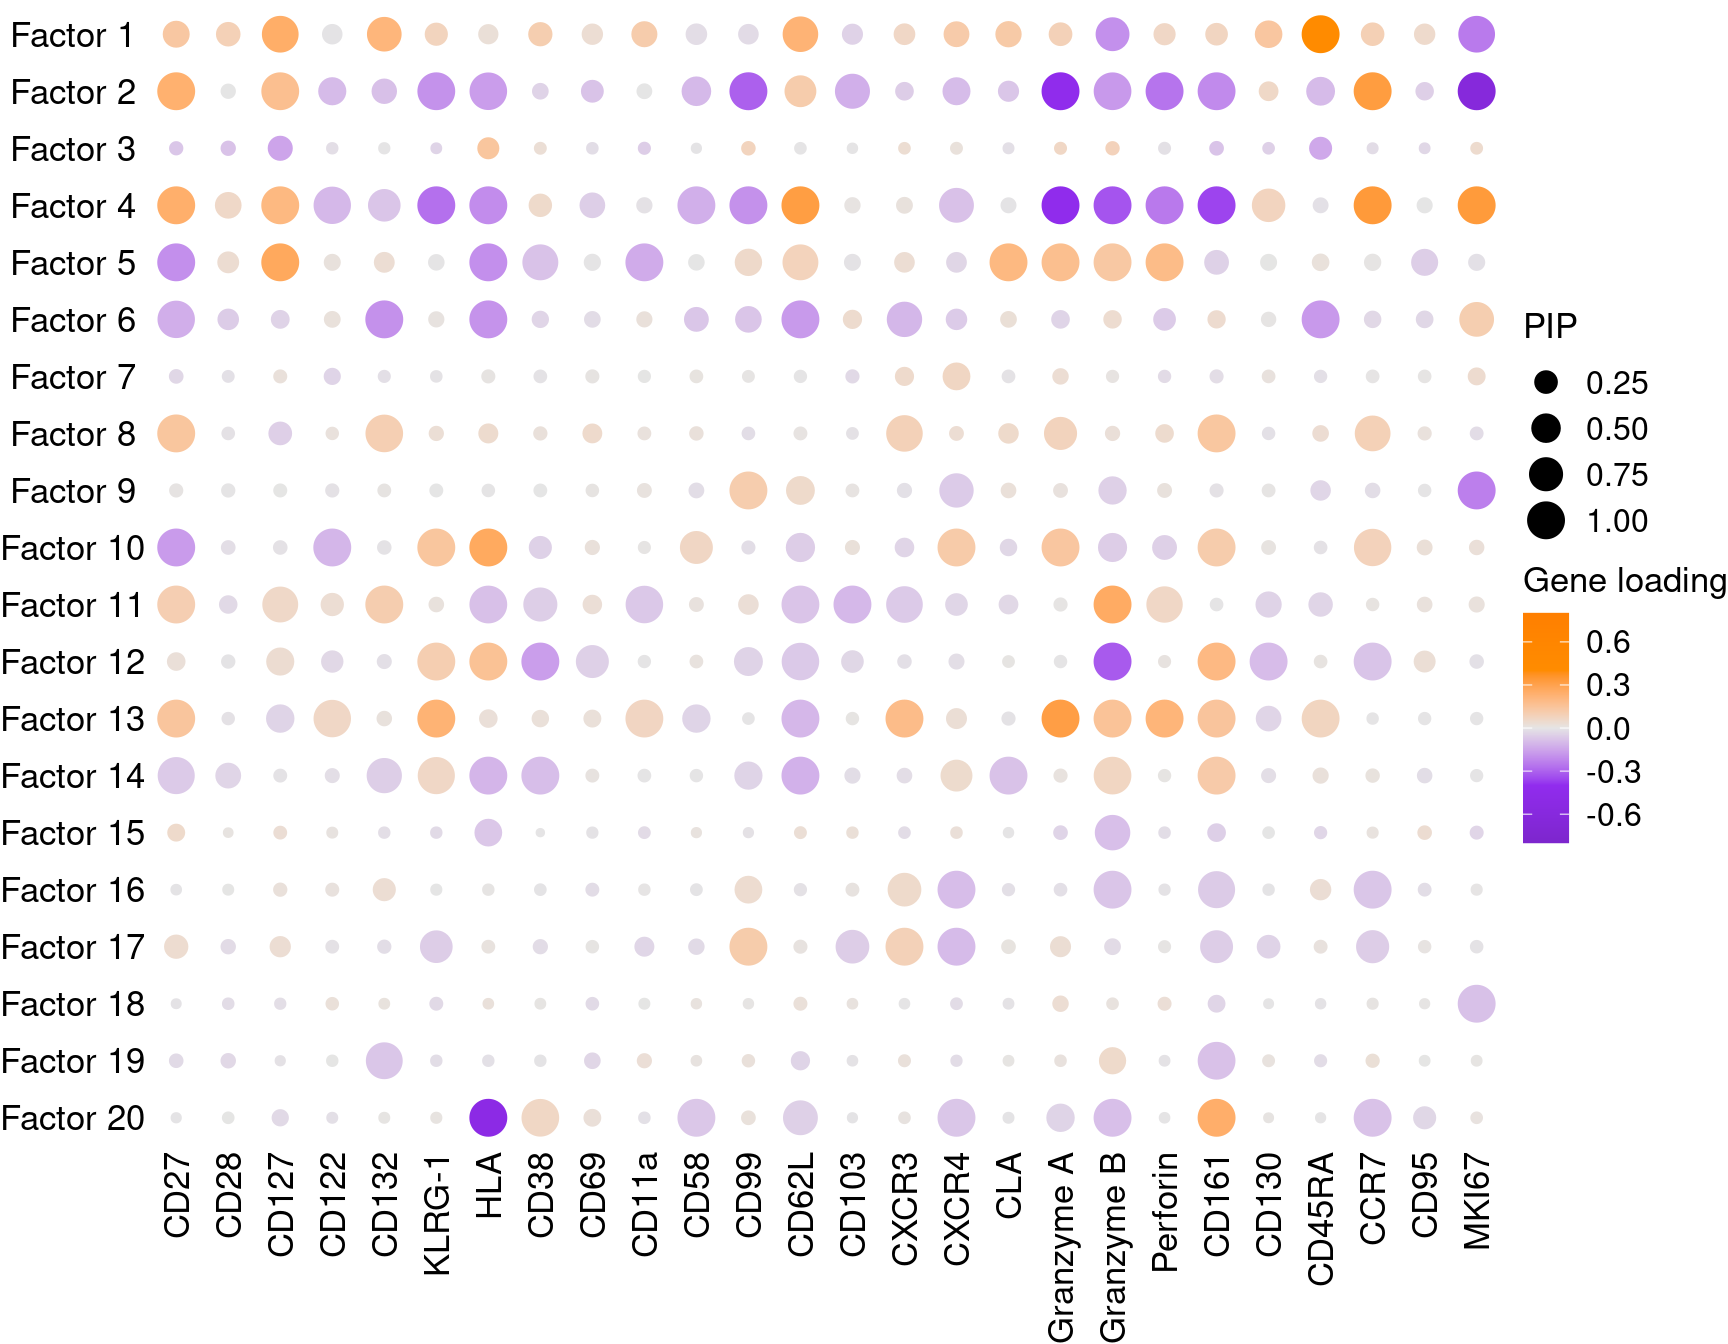 Factor 1
Factor 2
Factor 3
Factor 4
Factor 5
Factor 6
Factor 7
Factor 8
Factor 9
Factor 10
Factor 11
Factor 12
Factor 13
Factor 14
Factor 15
Factor 16
Factor 17
Factor 18
Factor 19
Factor 20
CD27
CD28
CD127
CD122
CD132
KLRG-1
HLA
CD38
CD69
CD11a
CD58
CD99
CD62L
CD103
CXCR3
CXCR4
CLA
Granzyme A
Granzyme B
Perforin
CD161
CD130
CD45RA
CCR7
CD95
MKI67
PIP
0.25
0.50
0.75
1.00
Gene loading
0.6
0.3
0.0
-0.3
-0.6